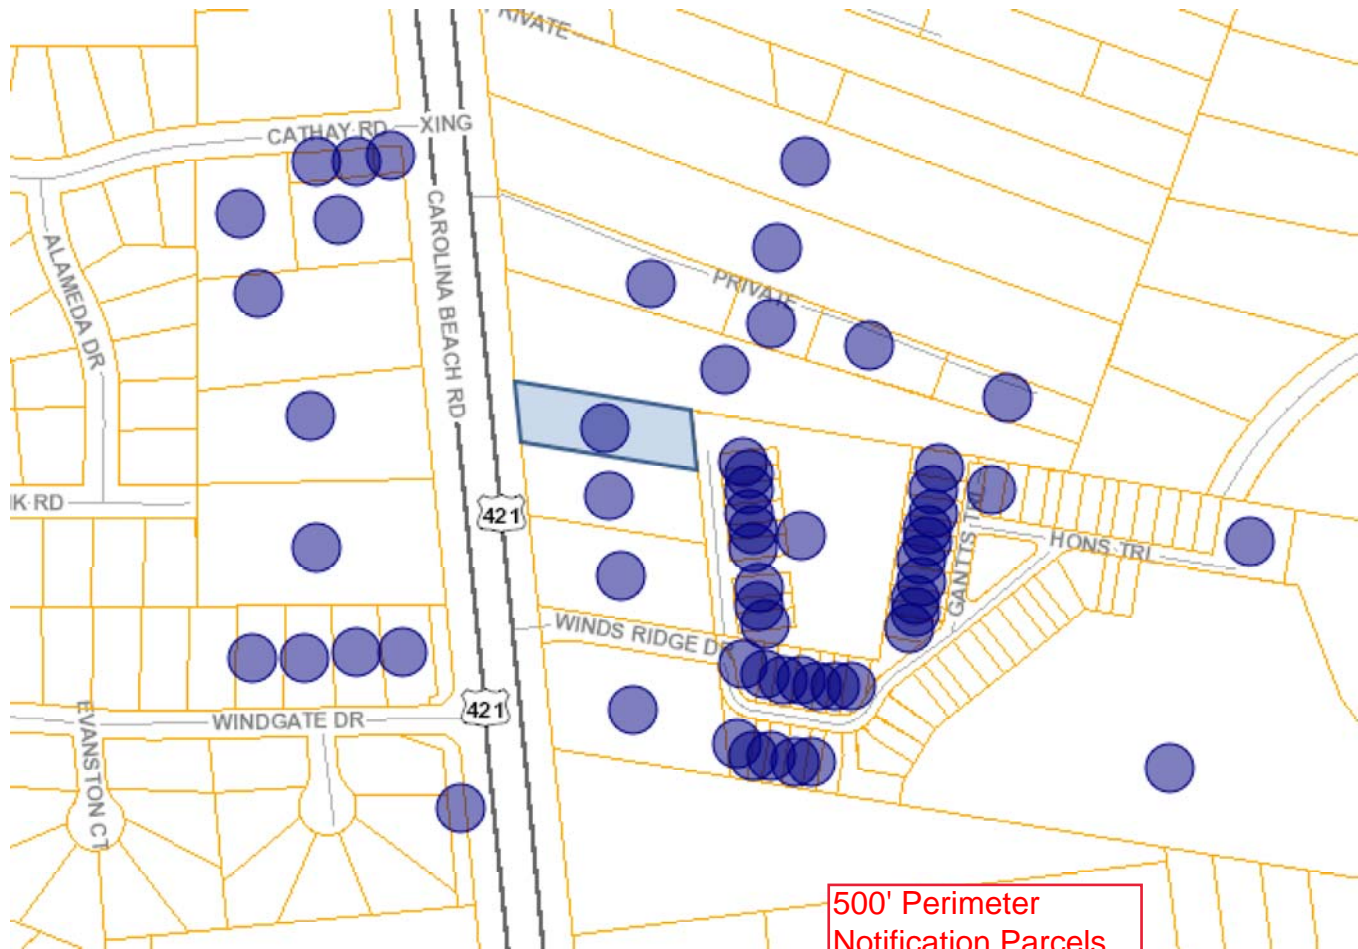 PRIVATE
CATHAY RD
XING
ALAMEDA DR
CAROLINA BEACH RD
PRIVATE
K RD
421
GANTTS TRL
HONS TRL
WINDS RIDGE DR
EVANSTON CT
WINDGATE DR
421
500' Perimeter
Notification Parcels